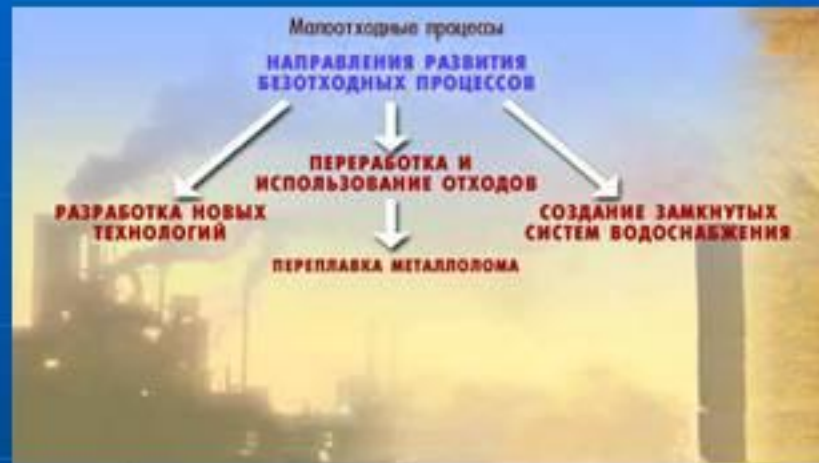 Малоотходные процессы
НАПРАВЛЕНИЯ РАЗВИТИЯ
БЕЗОТХОДНЫХ ПРОЦЕССОВ
ПЕРЕРАБОТКА И
ИСПОЛЬЗОВАНИЕ ОТХОДОВ
РАЗРАБОТКА НОВЫХ
ТЕХНОЛОГИЙ
СОЗДАНИЕ ЗАМКНУТЫХ
СИСТЕМ ВОДОСНАБЖЕНИЯ
ПЕРЕПЛАВКА МЕТАЛЛОЛОМА